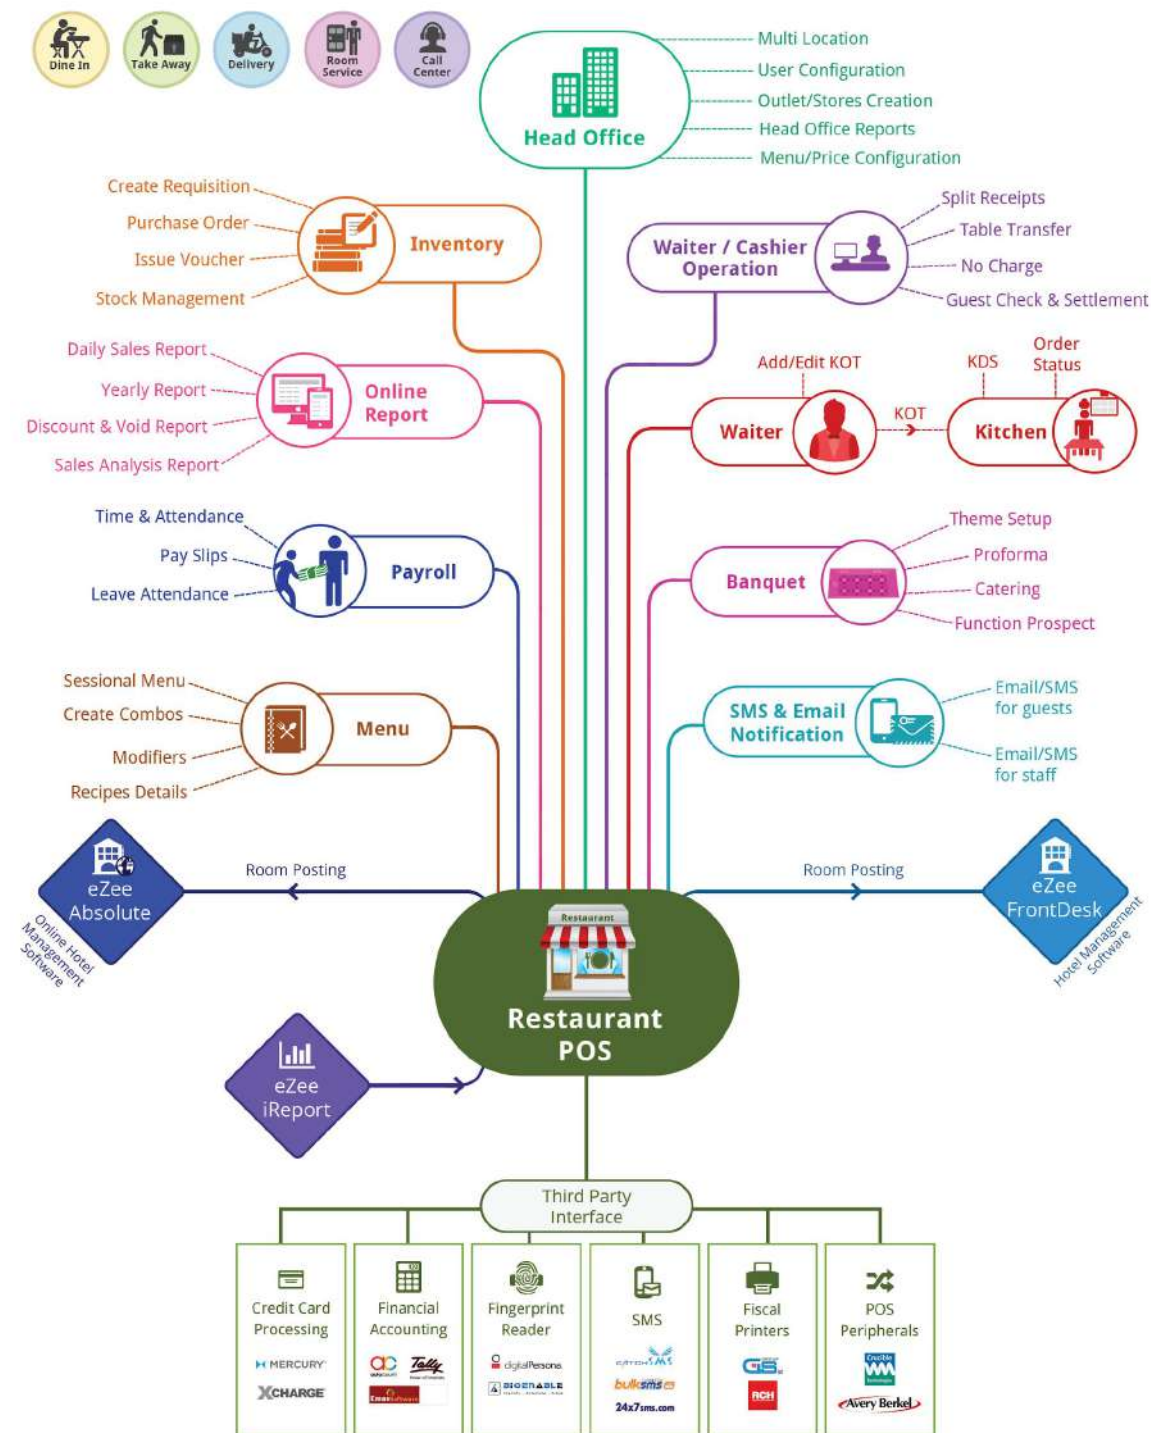 Dine In
Take Away
Delivery
Room
Service
Call
Center
Head Office
Multi Location
User Configuration
Outlet/Stores Creation
Head Office Reports
Menu/Price Configuration
Create Requisition
Purchase Order
Issue Voucher
Stock Management
Inventory
Waiter / Cashier
Operation
Split Receipts
Table Transfer
No Charge
Guest Check & Settlement
Daily Sales Report
Yearly Report
Discount & Void Report
Sales Analysis Report
Online
Report
Add/Edit KOT
Waiter
KOT
KDS
Order
Status
Kitchen
Time & Attendance
Pay Slips
Leave Attendance
Payroll
Banquet
Theme Setup
Proforma
Catering
Function Prospect
Sessional Menu
Create Combos
Modifiers
Recipes Details
Menu
SMS & Email
Notification
Email/SMS
for guests
Email/SMS
for staff
eZee
Absolute
Online Hotel
Management
Software
Room Posting
Room Posting
eZee
FrontDesk
Hotel Management
Software
Restaurant
Restaurant
POS
eZee
iReport
Third Party
Interface
Credit Card
Processing
MERCURY
XCHARGE
Financial
Accounting
Tally
Fingerprint
Reader
digitalPersona
BIOENABLE
SMS
bulksms
24x7sms.com
Fiscal
Printers
GS
RCH
POS
Peripherals
Crucible
Technologies
Avery Berkel